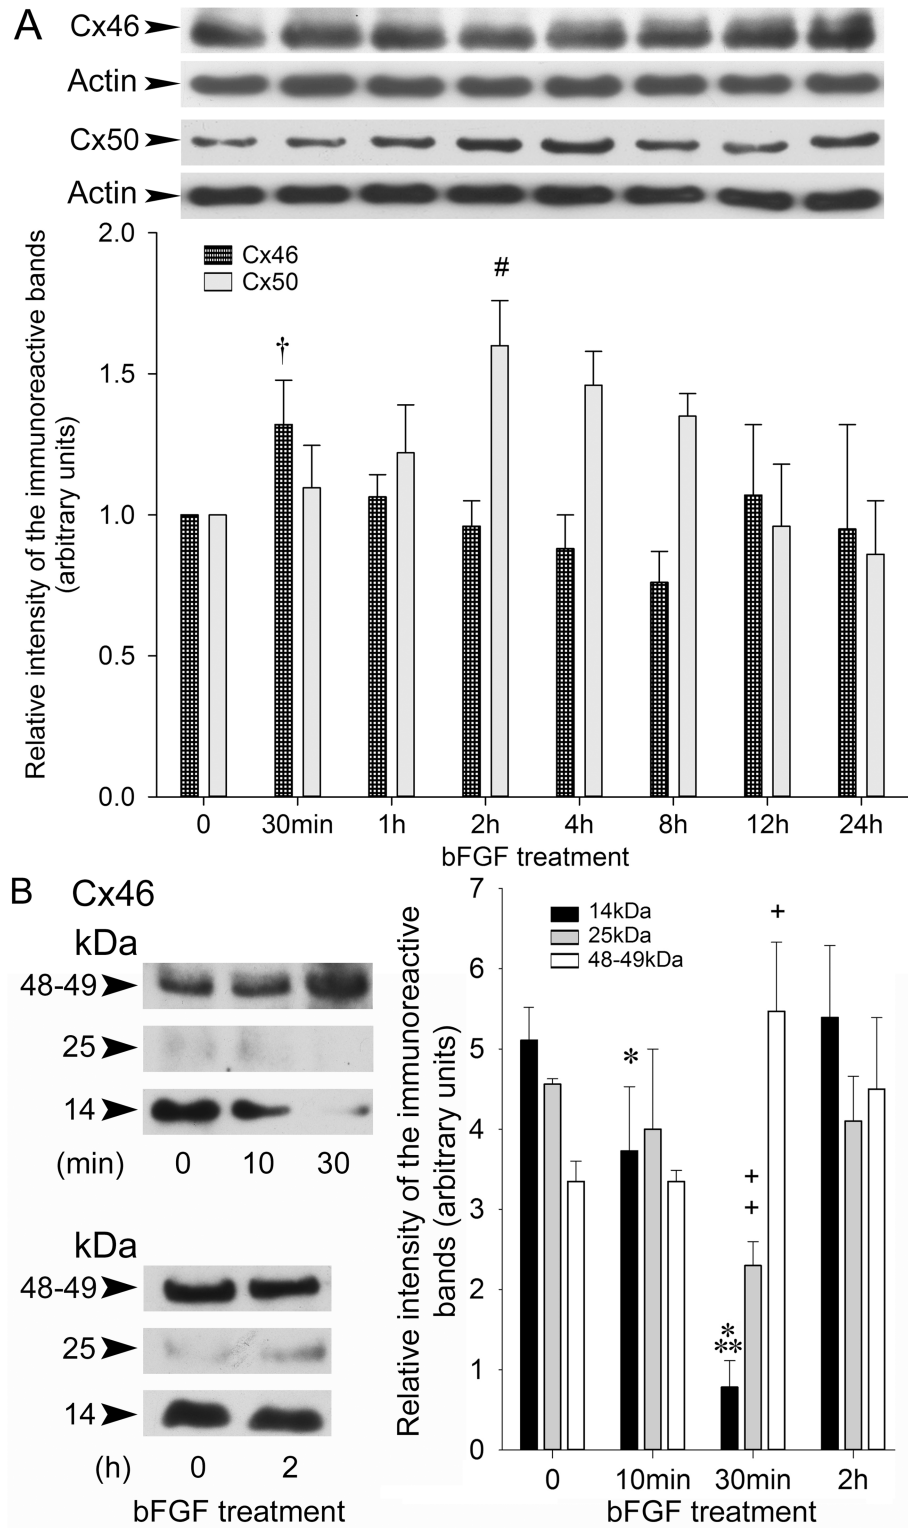 A
Cx46
Actin
Cx50
Actin
Relative intensity of the immunoreactive bands
(arbitrary units)
2.0
1.5
1.0
0.5
0.0
Cx46
Cx50
†
#
0 30min 1h 2h 4h 8h 12h 24h
bFGF treatment
B Cx46
kDa
48-49
25
14
(min) 0 10 30
kDa
48-49
25
14
(h) 0 2
bFGF treatment
Relative intensity of the immunoreactive
bands (arbitrary units)
7
6
5
4
3
2
1
0
14kDa
25kDa
48-49kDa
*
*
**
+
+
+
0 10min 30min 2h
bFGF treatment